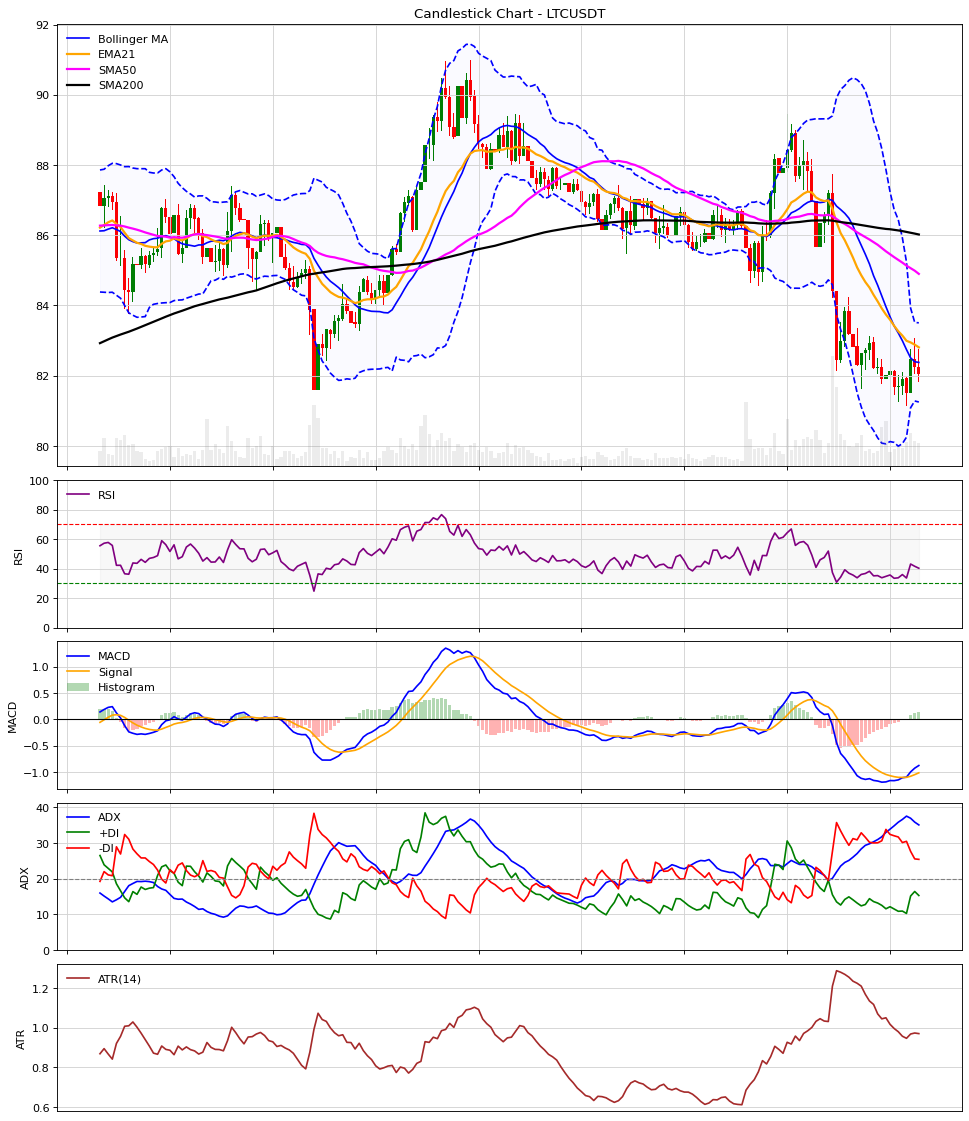 Candlestick Chart - LTCUSDT
92
90
88
86
84
82
80
Bollinger MA
EMA21
SMA50
SMA200
100
80
60
40
20
0
RSI
RSI
1.0
0.5
0.0
−0.5
−1.0
MACD
MACD
Signal
Histogram
40
30
20
10
0
ADX
ADX
+DI
-DI
1.2
1.0
0.8
0.6
ATR
ATR(14)